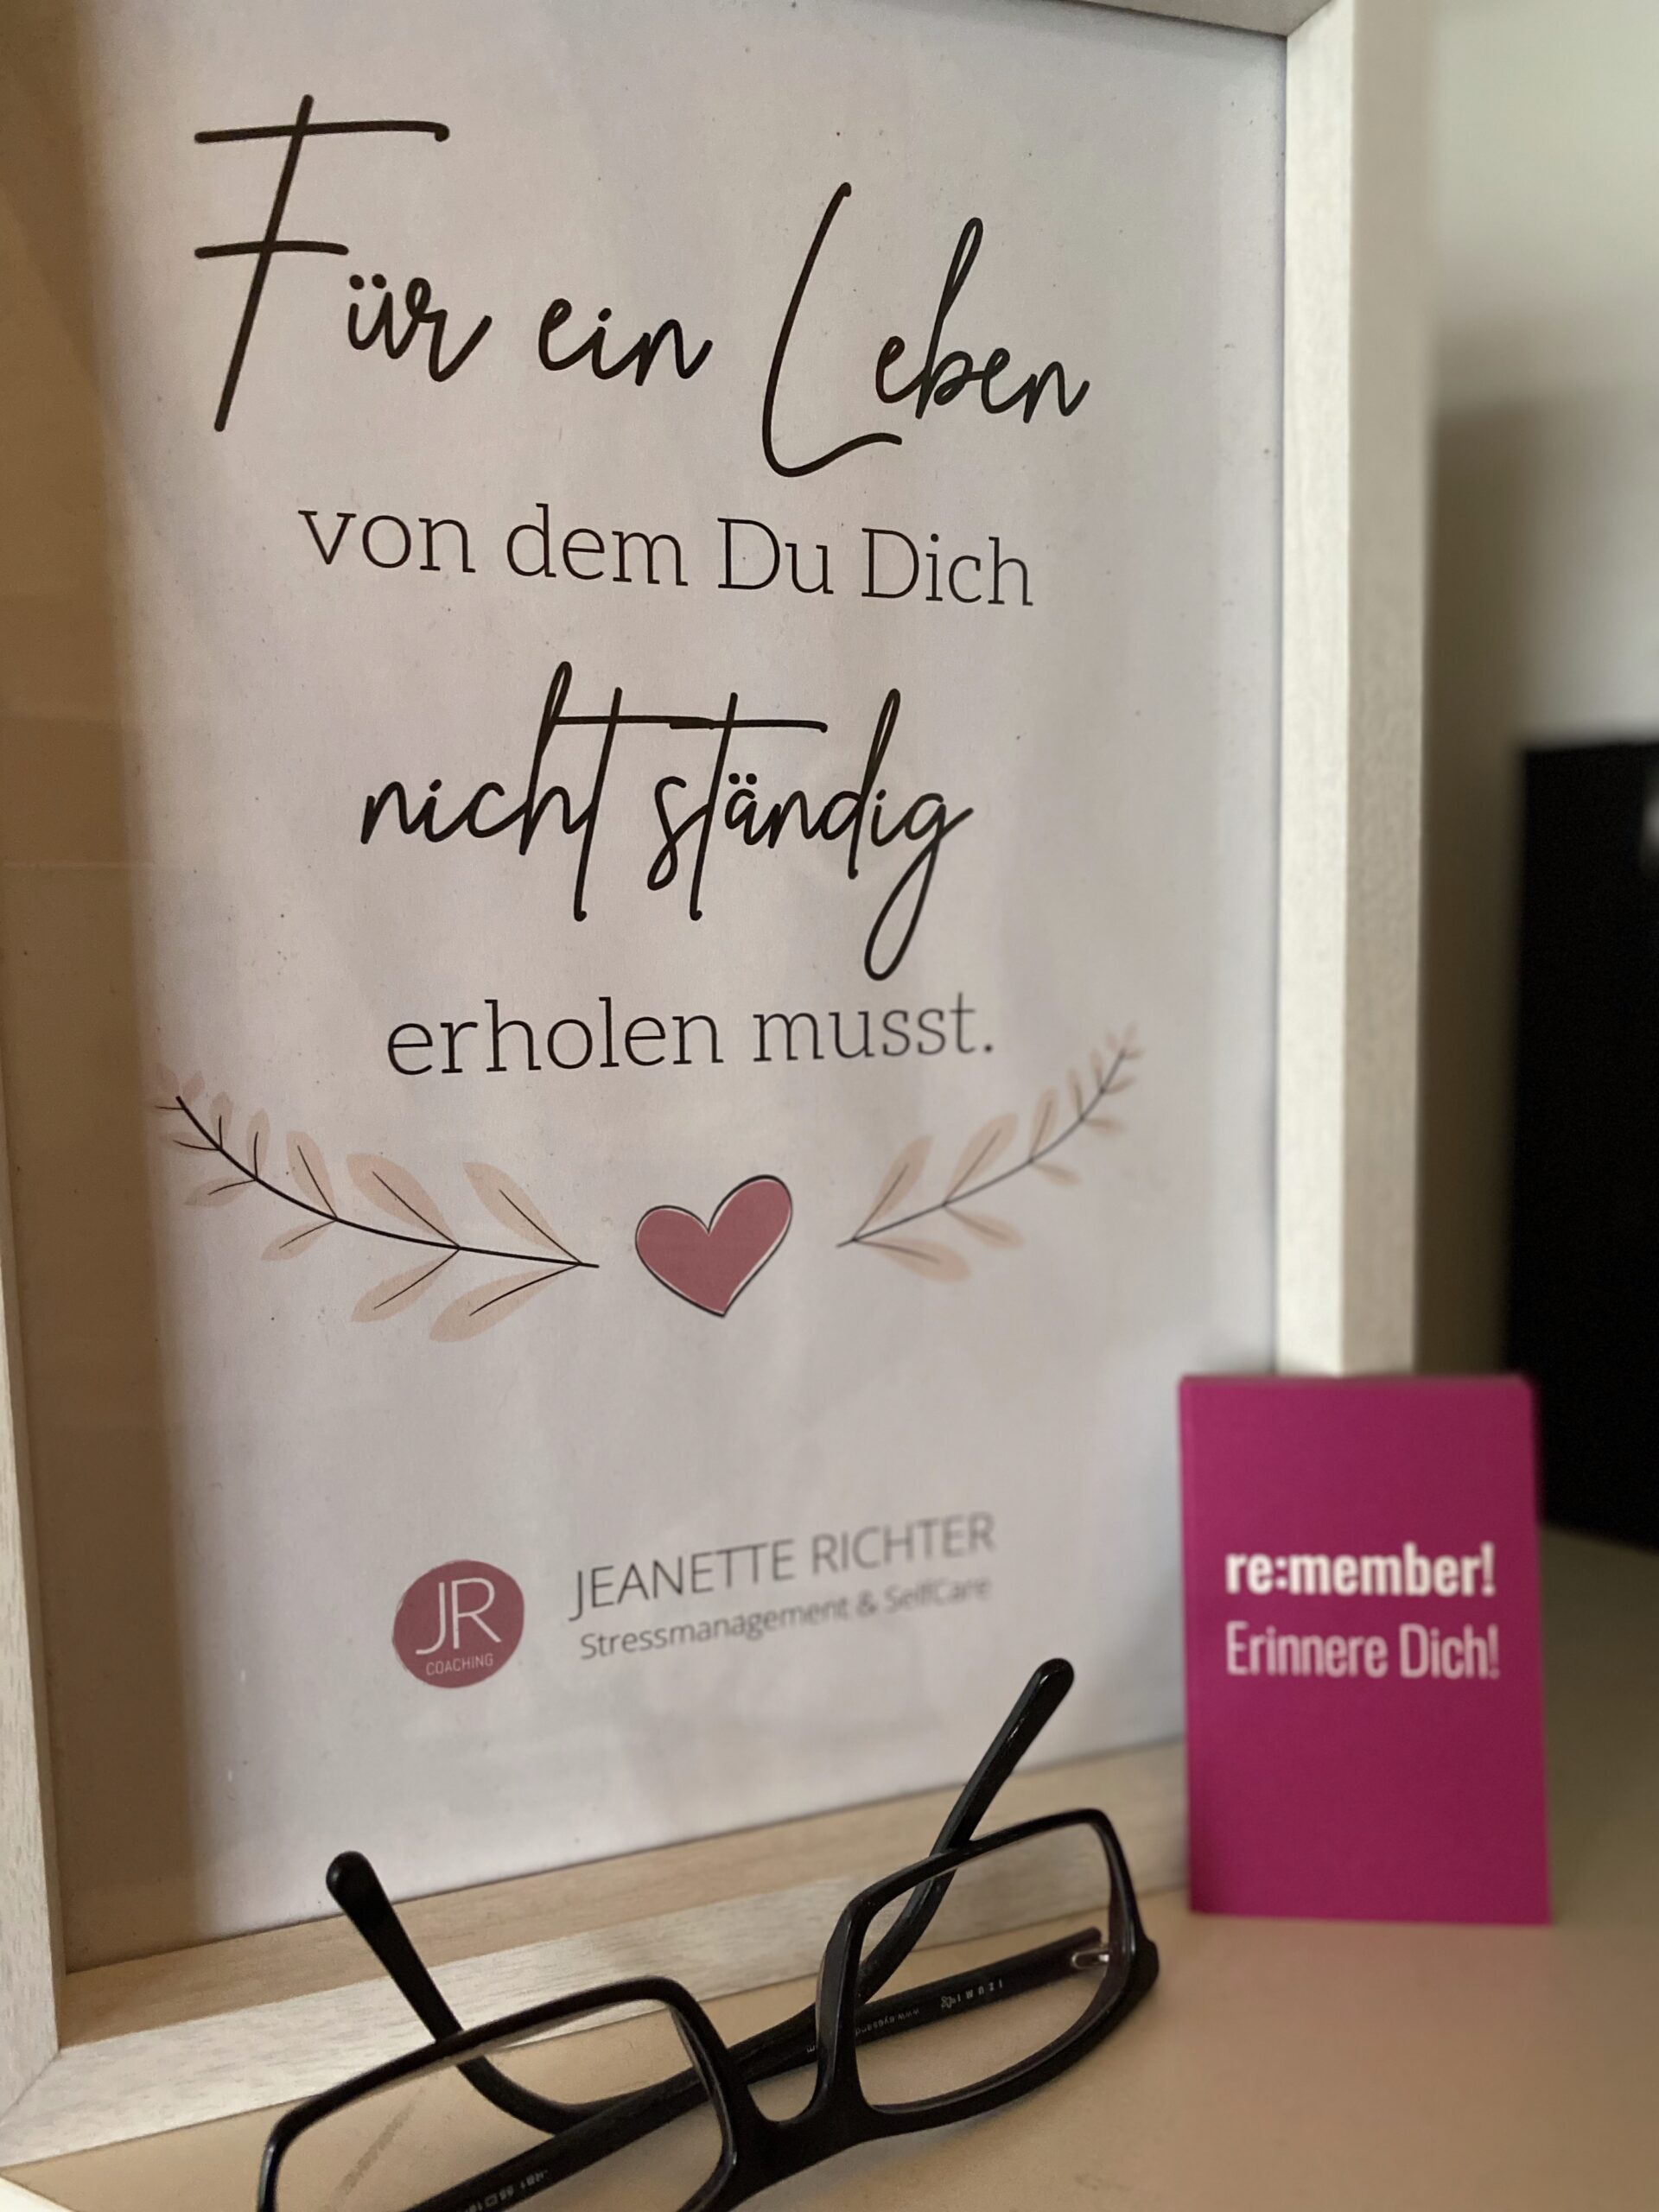 Für ein Leben
von dem Du Dich
nicht ständig
erholen musst.
JR
COACHING
JEANETTE RICHTER
Stressmanagement & SelfCare
re:member!
Erinnere Dich!